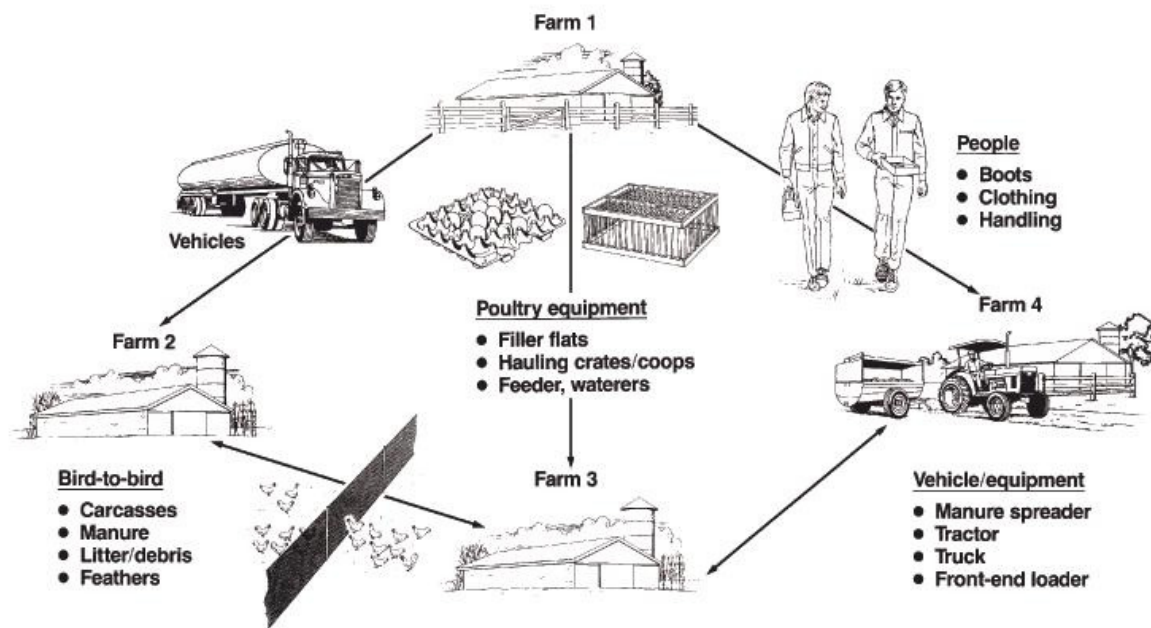 Farm 1
People
● Boots
● Clothing
● Handling
Vehicles
Poultry equipment
● Filler flats
● Hauling crates/coops
● Feeder, waterers
Farm 2
Farm 4
Bird-to-bird
● Carcasses
● Manure
● Litter/debris
● Feathers
Farm 3
Vehicle/equipment
● Manure spreader
● Tractor
● Truck
● Front-end loader